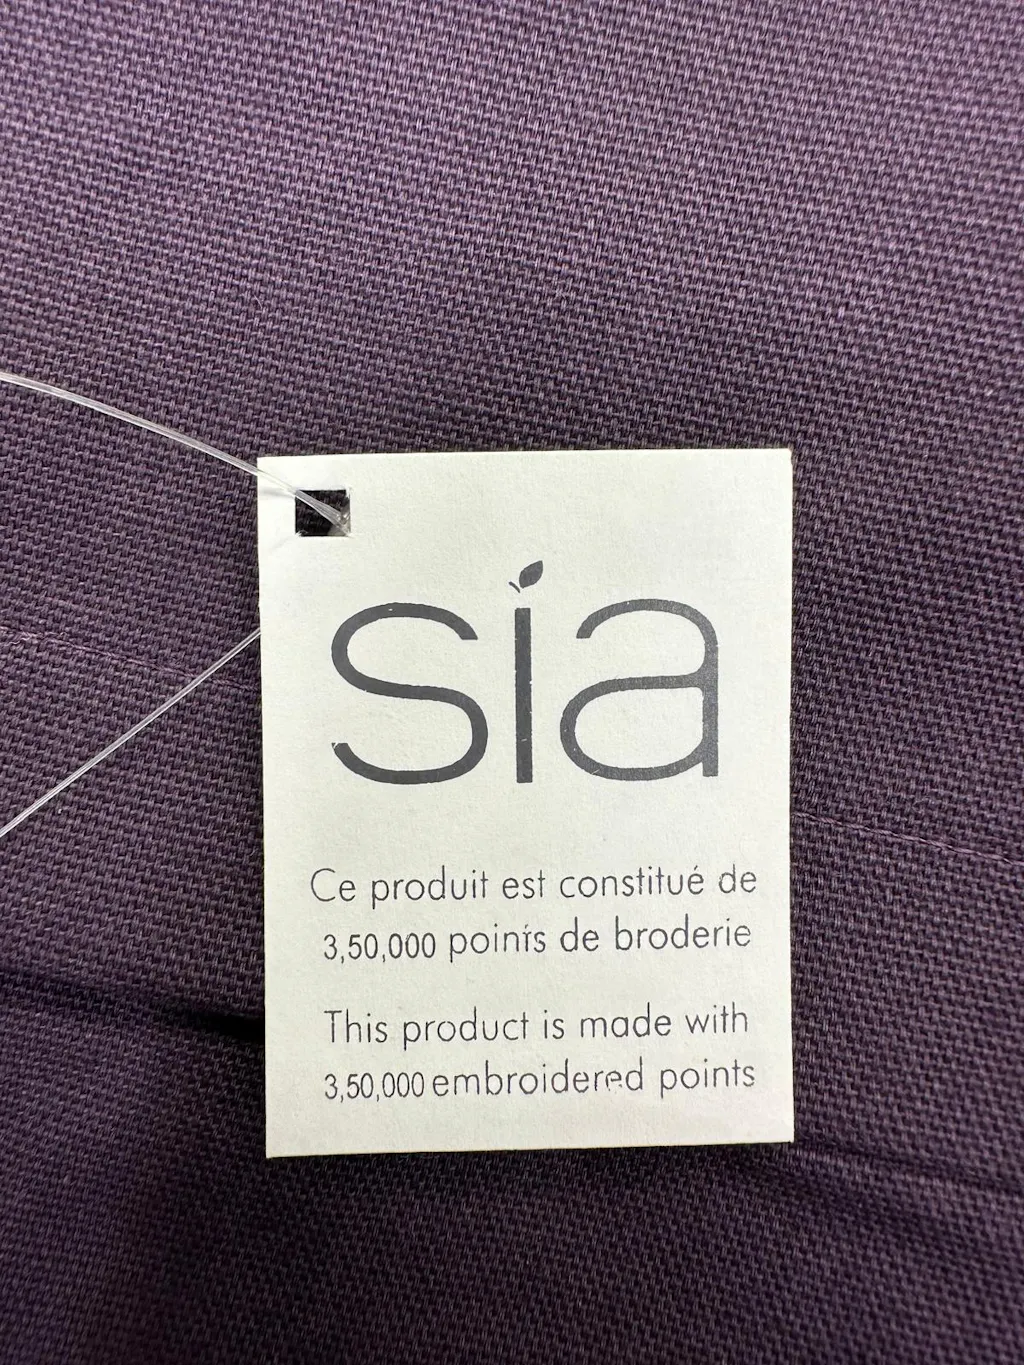 sia
Ce produit est constitué de
3,50,000 points de broderie
This product is made with
3,50,000 embroidered points